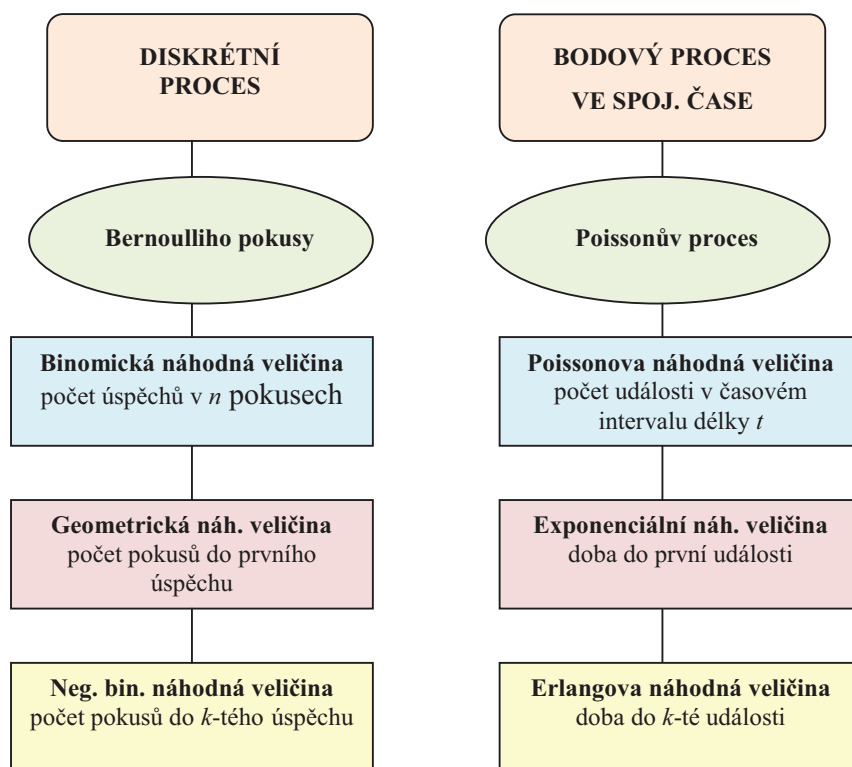 DISKRÉTNÍ
PROCES
Bernoulliho pokusy
Binomická náhodná veličina
počet úspěchů v n pokusech
Geometrická náh. veličina
počet pokusů do prvního
úspěchu
Neg. bin. náhodná veličina
počet pokusů do k-tého úspěchu
BODOVÝ PROCES
VE SPOJ. ČASE
Poissonův proces
Poissonova náhodná veličina
počet události v časovém
intervalu délky t
Exponenciální náh. veličina
doba do první události
Erlangova náhodná veličina
doba do k-té události